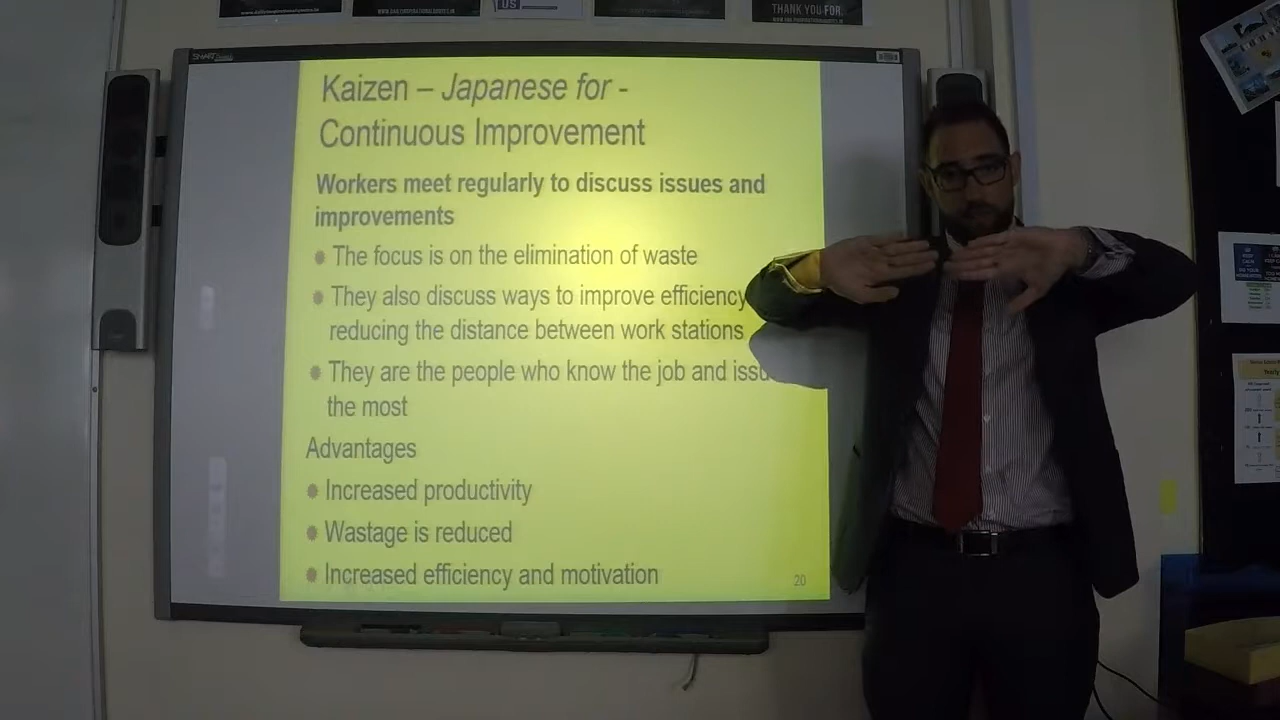 THANK YOU FOR.
US
SMART
Kaizen – Japanese for -
Continuous Improvement
Workers meet regularly to discuss issues and
improvements
The focus is on the elimination of waste
They also discuss ways to improve efficiency
reducing the distance between work stations
They are the people who know the job and
the most
Advantages
Increased productivity
Wastage is reduced
Increased efficiency and motivation
20